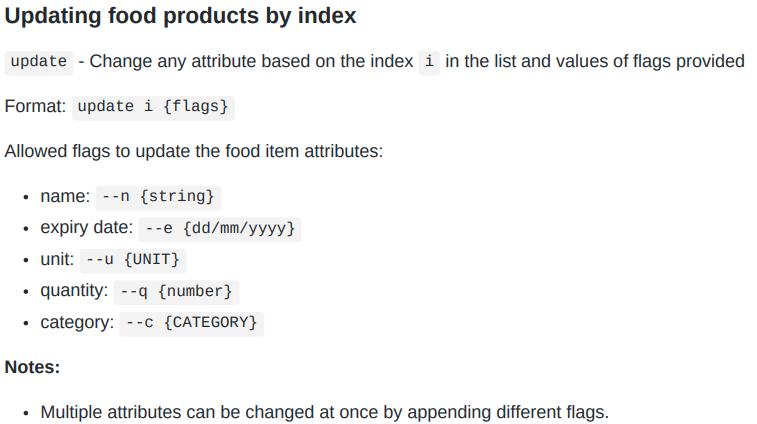 Updating food products by index
update - Change any attribute based on the index i in the list and values of flags provided
Format: update i {flags}
Allowed flags to update the food item attributes:
• name: --n {string}
• expiry date: --e {dd/mm/yyyy}
• unit: --u {UNIT}
• quantity: --q {number}
• category: --c {CATEGORY}
Notes:
• Multiple attributes can be changed at once by appending different flags.